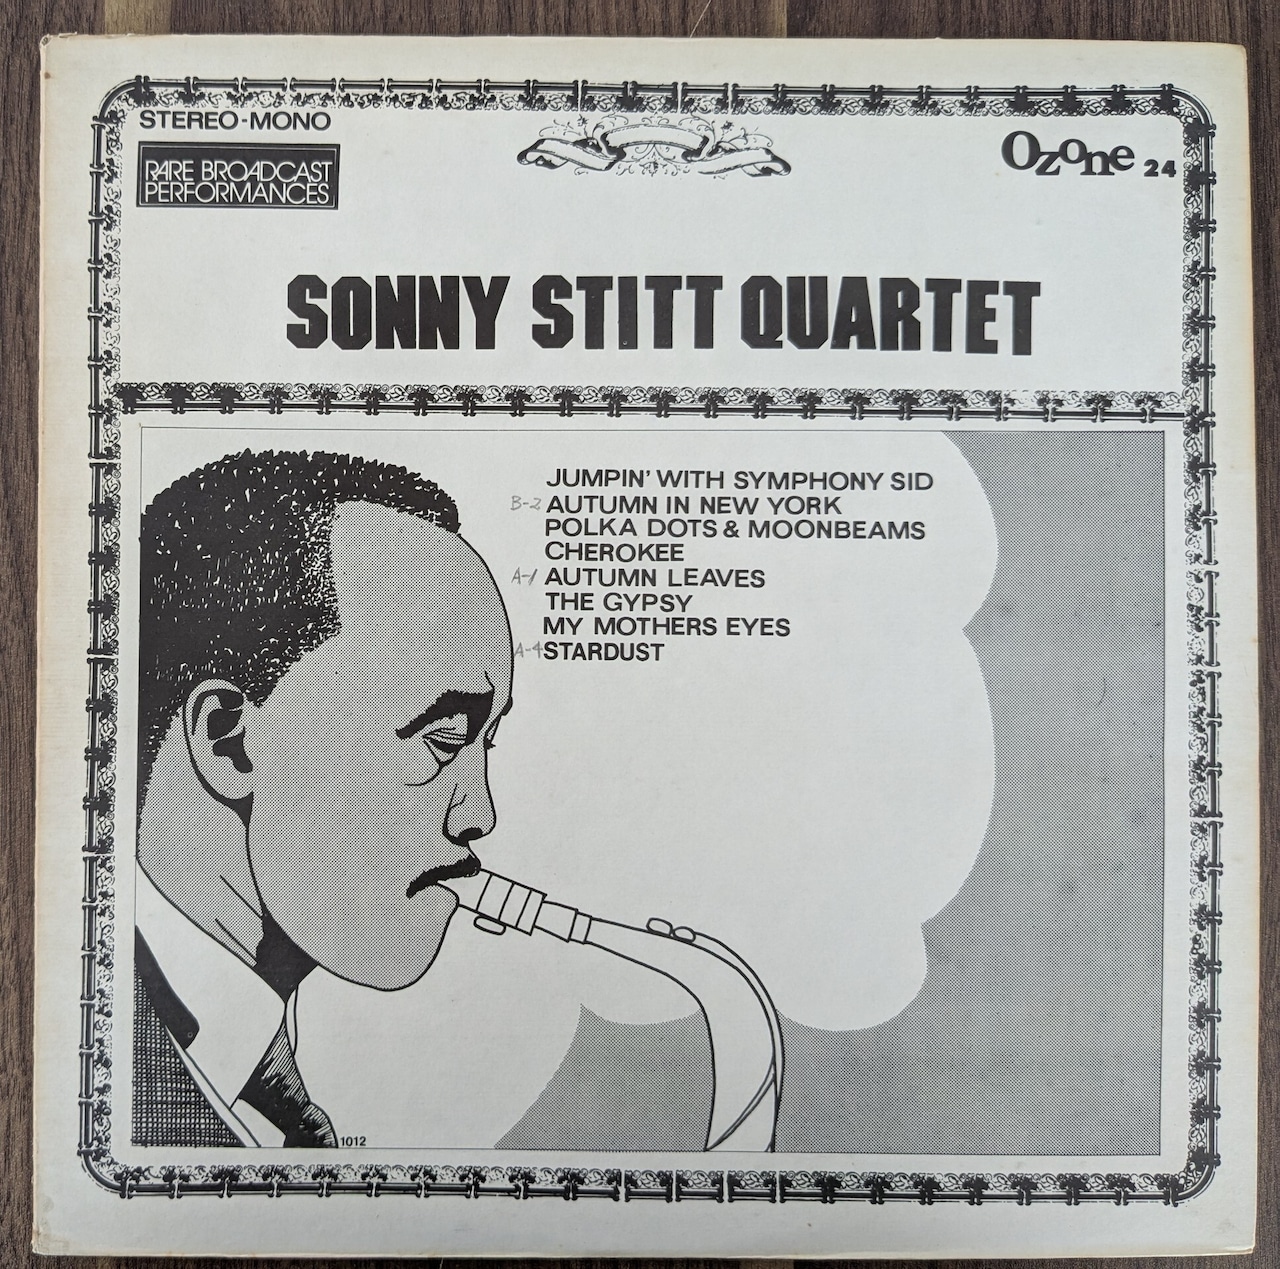 STEREO-MONO
RARE BROADCAST
PERFORMANCES
Ozone 24
SONNY STITT QUARTET
JUMPIN' WITH SYMPHONY SID
B-2 AUTUMN IN NEW YORK
POLKA DOTS & MOONBEAMS
CHEROKEE
A-1 AUTUMN LEAVES
THE GYPSY
MY MOTHERS EYES
A-4 STARDUST
1012